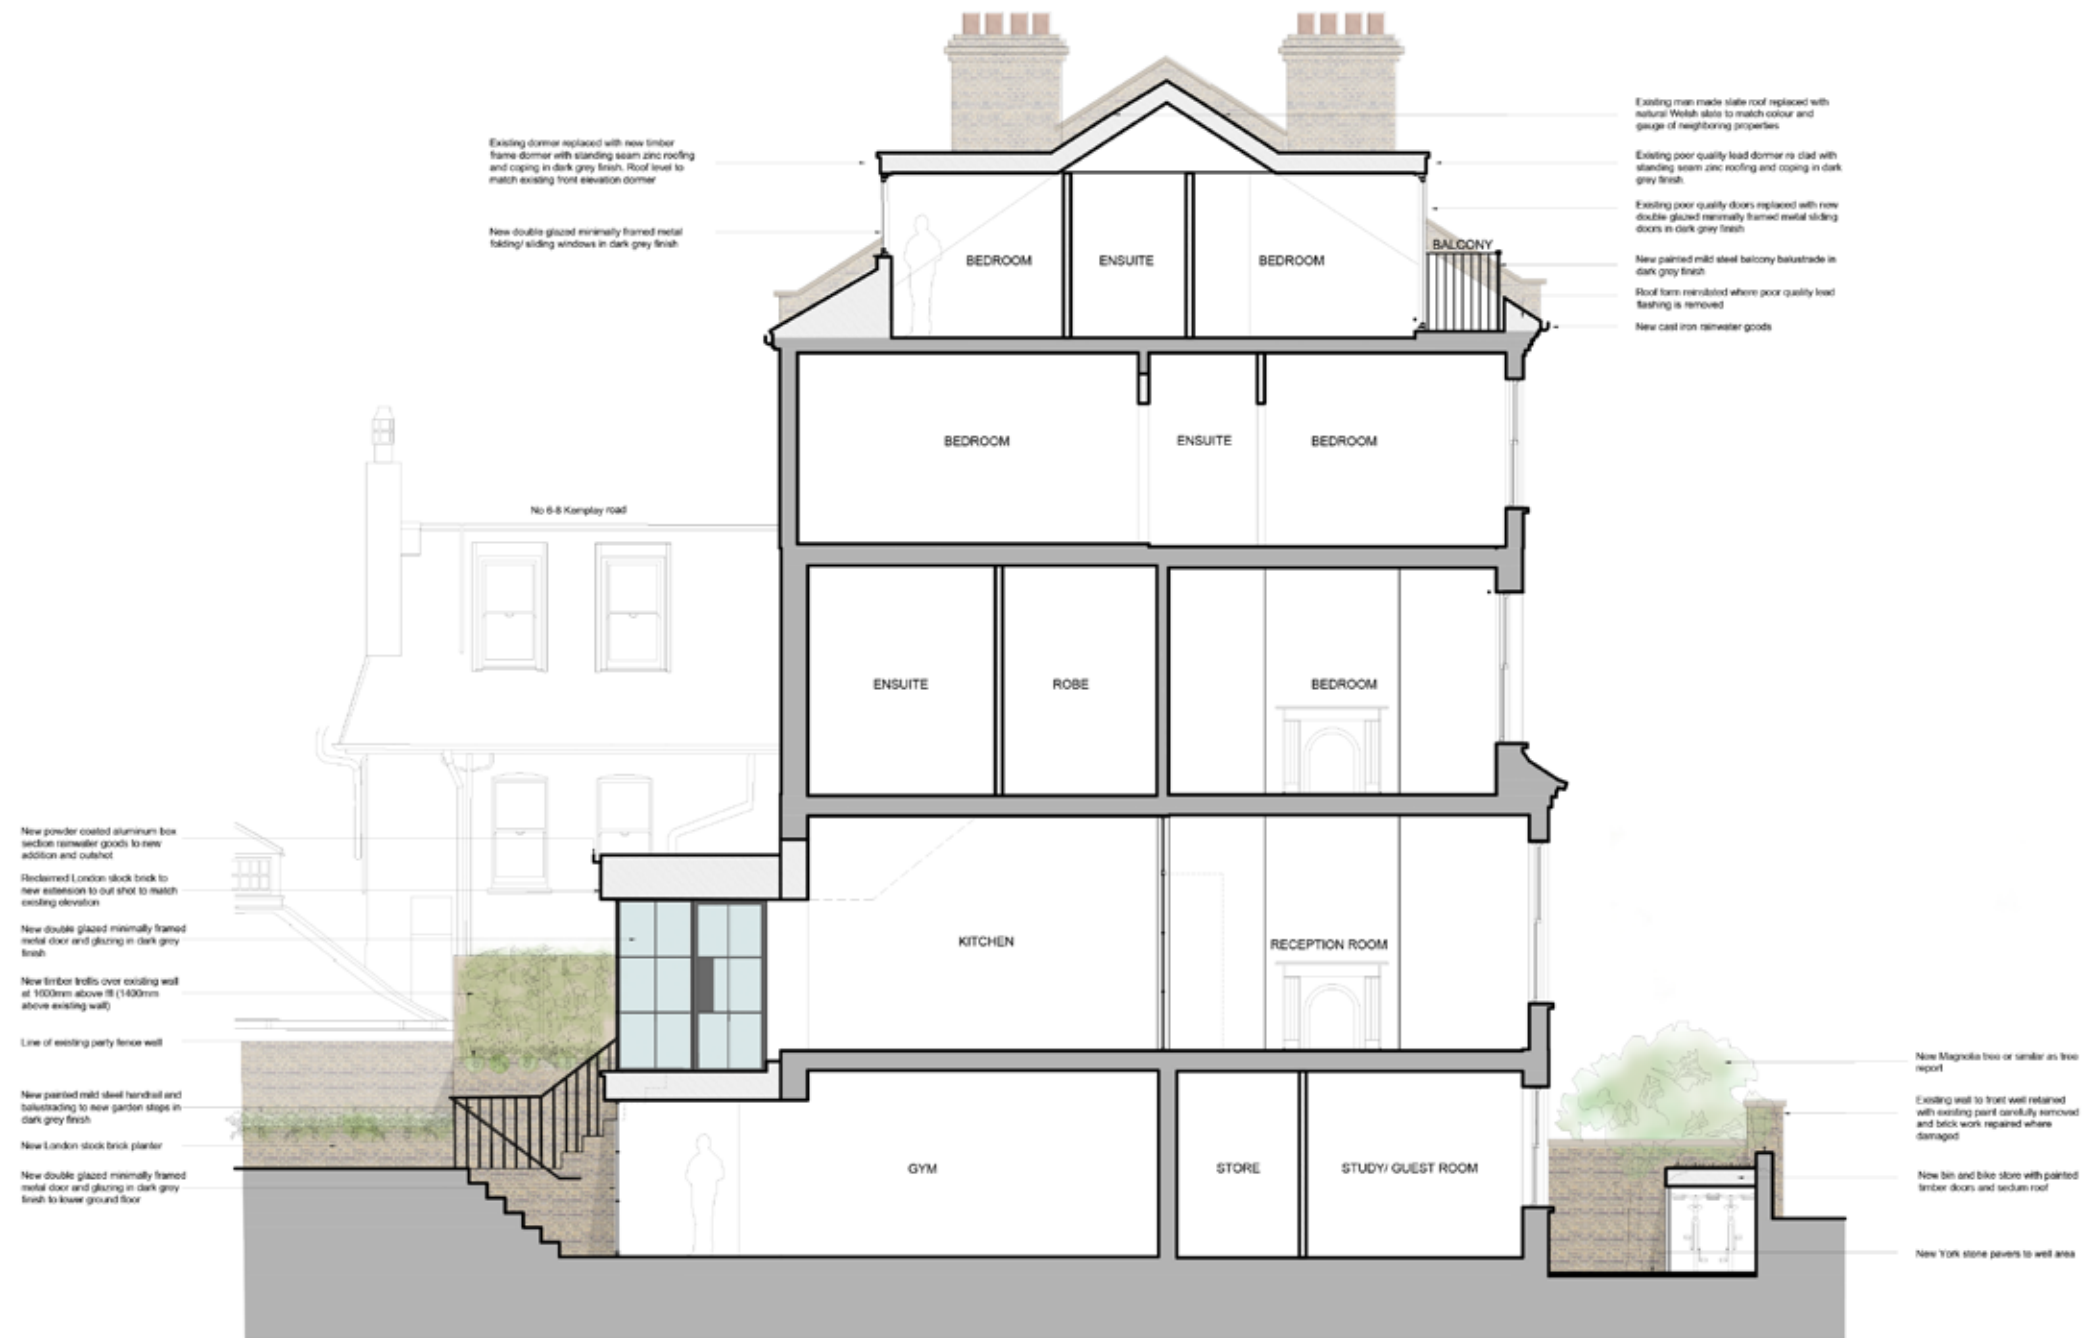 Existing dormer replaced with new timber
frame dormer with standing seam zinc roofing
and coping in dark grey finish. Roof level to
match existing front elevation dormer
New double glazed minimally framed metal
folding/ sliding windows in dark grey finish
Existing man made slate roof replaced with
natural Welsh slate to match colour and
gauge of neighboring properties
Existing poor quality lead dormer re clad with
standing seam zinc roofing and coping in dark
grey finish.
Existing poor quality doors replaced with new
double glazed minimally framed metal sliding
doors in dark grey finish
New painted mild steel balcony balustrade in
dark grey finish
Roof form reinstated where poor quality lead
flashing is removed
New cast iron rainwater goods
BALCONY
BEDROOM
ENSUITE
BEDROOM
BEDROOM
ENSUITE
BEDROOM
No 6-8 Kemplay road
ENSUITE
ROBE
BEDROOM
KITCHEN
RECEPTION ROOM
GYM
STORE
STUDY/ GUEST ROOM
New powder coated aluminum box
section rainwater goods to new
addition and outshot
Reclaimed London stock brick to
new extension to out shot to match
existing elevation
New double glazed minimally framed
metal door and glazing in dark grey
finish
New timber trellis over existing wall
at 1600mm above ffl (1400mm
above existing wall)
Line of existing party fence wall
New painted mild steel handrail and
balustrading to new garden steps in
dark grey finish
New London stock brick planter
New double glazed minimally framed
metal door and glazing in dark grey
finish to lower ground floor
New Magnolia tree or similar as tree
report
Existing wall to front well retained
with existing paint carefully removed
and brick work repaired where
damaged
New bin and bike store with painted
timber doors and sedum roof
New York stone pavers to well area